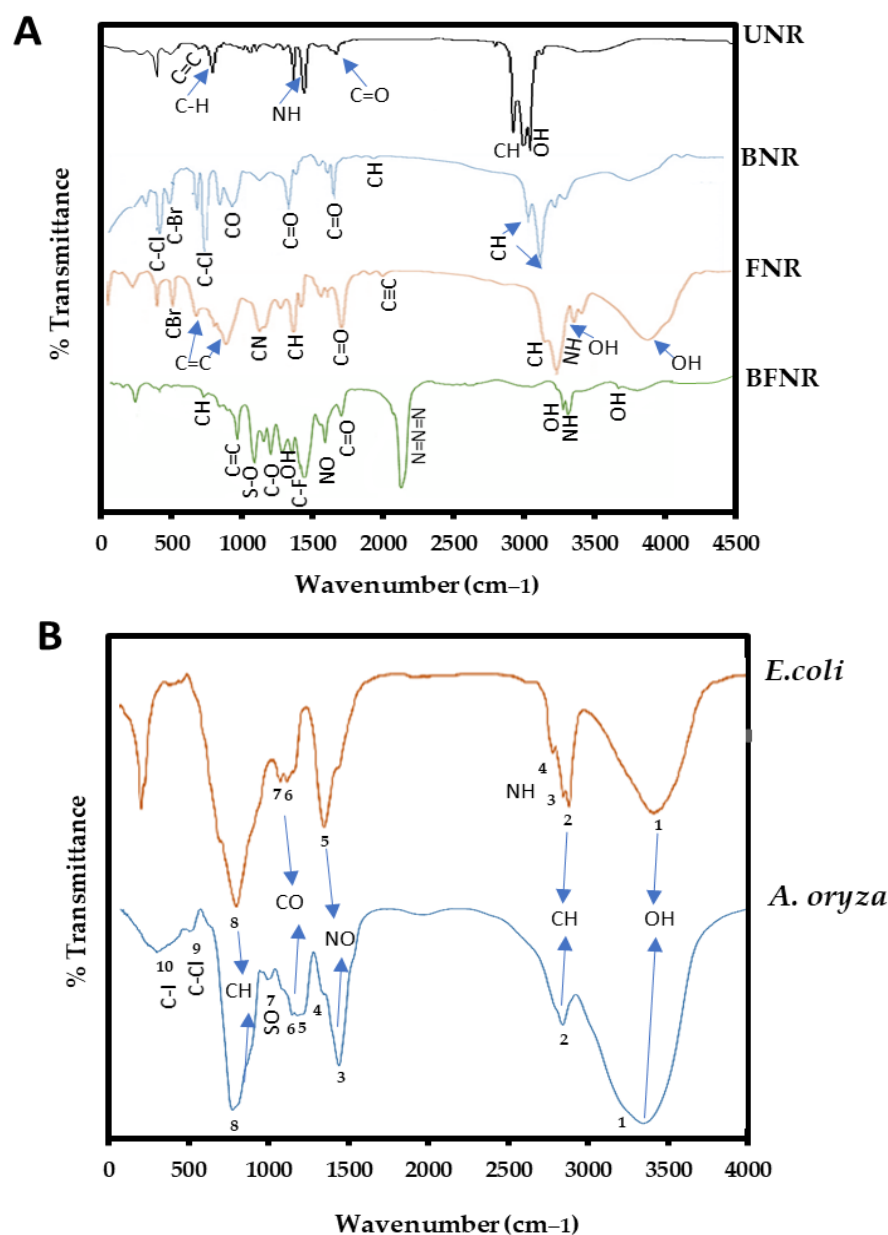 A
UNR
C=C
C-H
NH
C=O
CH
OH
BNR
C-Cl
C-Br
C-Cl
CO
C=O
C=O
CH
CH
FNR
CBr
C=C
CN
CH
C=O
C≡C
CH
NH
OH
OH
BFNR
CH
C=C
S-O
C-O
OH
C-F
NO
C=O
N=N=N
OH
NH
OH
% Transmittance
0 500 1000 1500 2000 2500 3000 3500 4000 4500
Wavenumber (cm–1)
B
E.coli
4
NH 3
7 6
2
1
5
8
CO
CH
OH
NO
A. oryza
10
9
C-I
C-Cl
CH
7
SO
6 5
4
3
2
1
8
% Transmittance
0 500 1000 1500 2000 2500 3000 3500 4000
Wavenumber (cm–1)